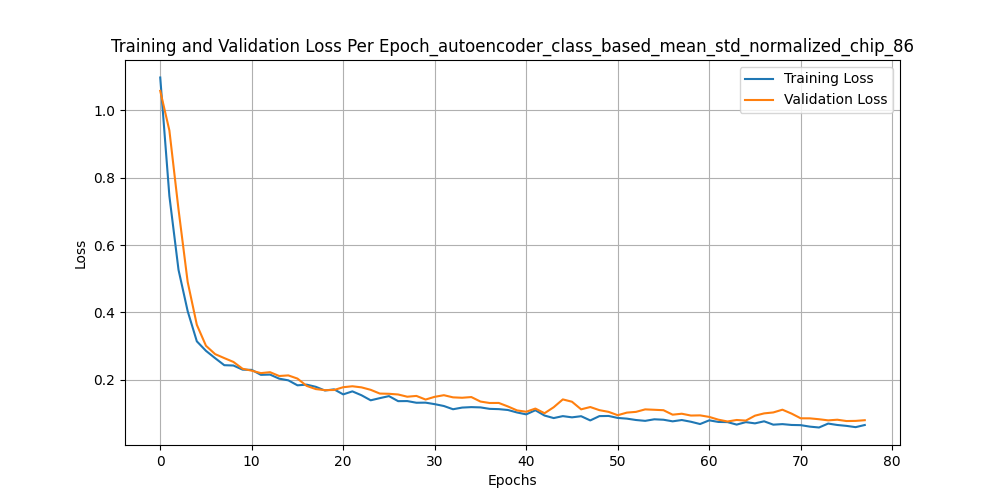 Training and Validation Loss Per Epoch_autoencoder_class_based_mean_std_normalized_chip_86
Training Loss
Validation Loss
1.0
0.8
0.6
0.4
0.2
Loss
0
10
20
30
40
50
60
70
80
Epochs